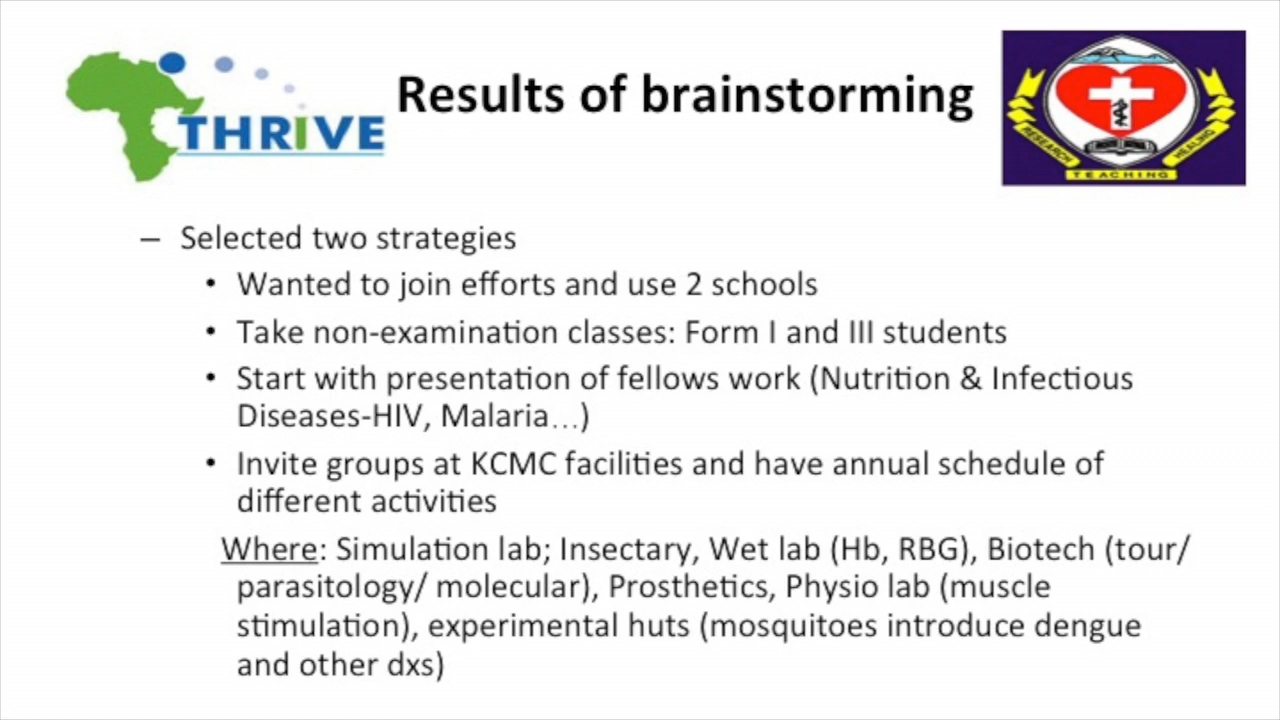 THRIVE
Results of brainstorming
RESEARCH
TEACHING
HEALING
– Selected two strategies
• Wanted to join efforts and use 2 schools
• Take non-examination classes: Form I and III students
• Start with presentation of fellows work (Nutrition & Infectious
Diseases-HIV, Malaria…)
• Invite groups at KCMC facilities and have annual schedule of
different activities
Where: Simulation lab; Insectary, Wet lab (Hb, RBG), Biotech (tour/
parasitology/ molecular), Prosthetics, Physio lab (muscle
stimulation), experimental huts (mosquitoes introduce dengue
and other dxs)